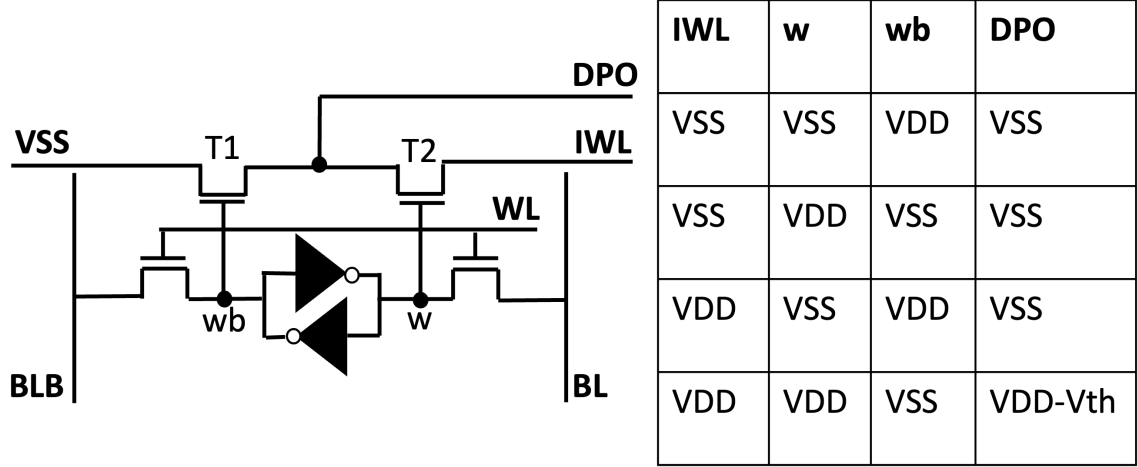 DPO
VSS
T1
T2
IWL
WL
wb
w
BLB
BL
IWL w wb DPO
VSS VSS VDD VSS
VSS VDD VSS VSS
VDD VSS VDD VSS
VDD VDD VSS VDD-Vth